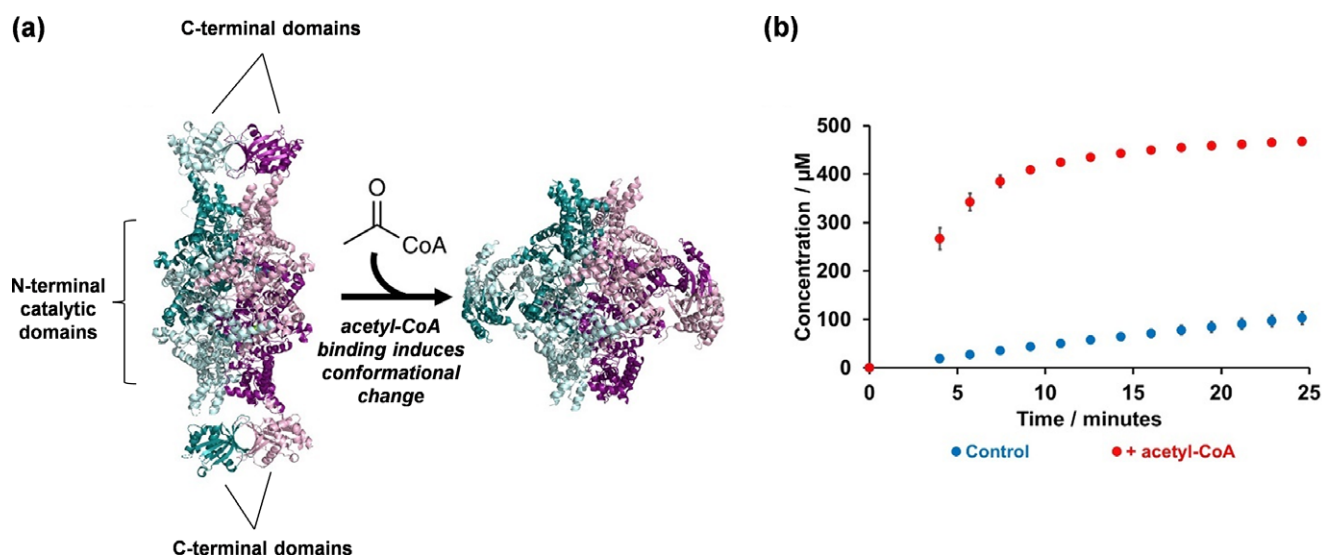 (a)
C-terminal domains
N-terminal
catalytic
domains
O
CoA
acetyl-CoA
binding induces
conformational
change
C-terminal domains
(b)
Concentration / µM
500
400
300
200
100
0
0
5
10
15
20
25
Time / minutes
Control
+ acetyl-CoA